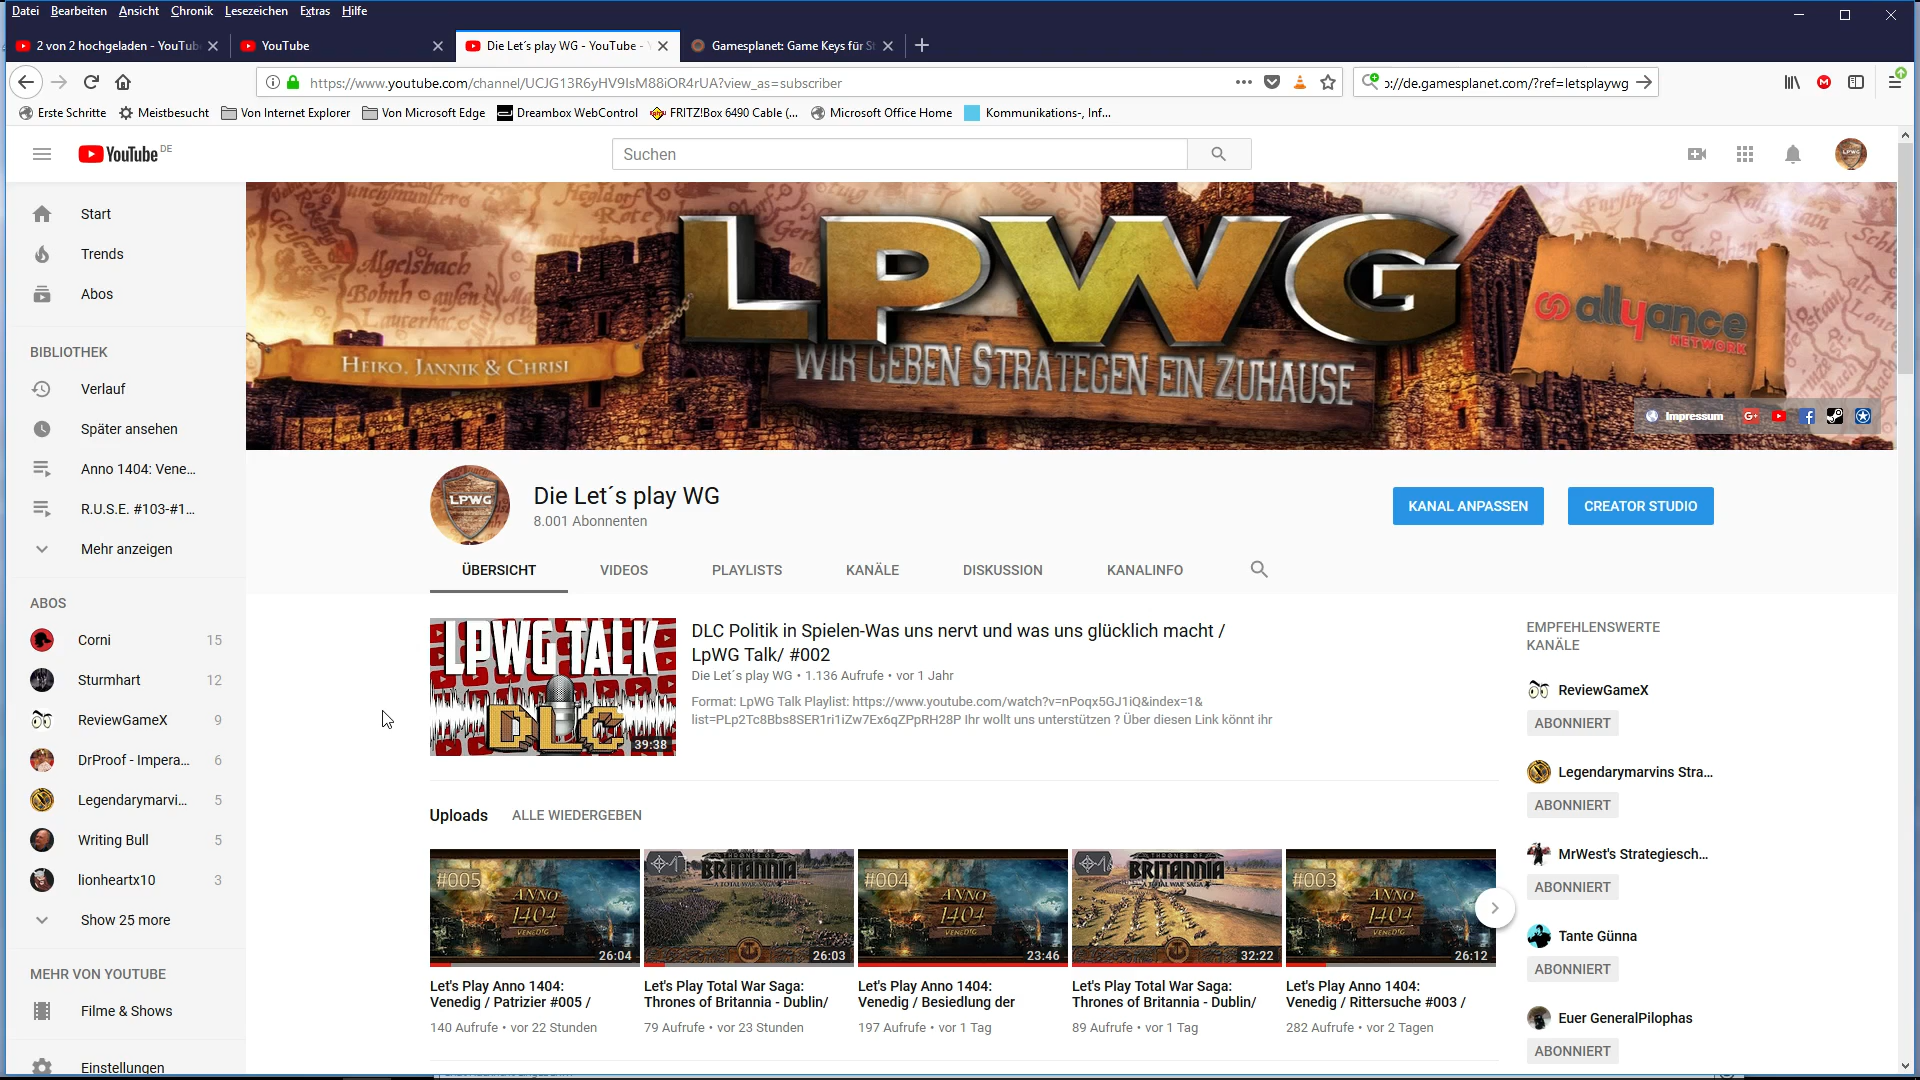 Datei Bearbeiten Ansicht Chronik Lesezeichen Extras Hilfe
2 von 2 hochgeladen - YouTub
YouTube
Die Let´s play WG - YouTube -
Gamesplanet: Game Keys für St
https://www.youtube.com/channel/UCJG13R6yHV9IsM88iOR4rUA?view_as=subscriber
://de.gamesplanet.com/?ref=letsplaywg
Erste Schritte Meistbesucht Von Internet Explorer Von Microsoft Edge Dreambox WebControl FRITZ!Box 6490 Cable (... Microsoft Office Home Kommunikations-, Inf...
YouTube DE
Suchen
Start
Trends
Abos
BIBLIOTHEK
Verlauf
Später ansehen
Anno 1404: Vene...
R.U.S.E. #103-#1...
Mehr anzeigen
ABOS
Corni 15
Sturmhart 12
ReviewGameX 9
DrProof - Impera... 6
Legendarymarvi... 5
Writing Bull 5
lionheartx10 3
Show 25 more
MEHR VON YOUTUBE
Filme & Shows
Einstellungen
LPWG
WIR GEBEN STRATEGEN EIN ZUHAUSE
HEIKO, JANNIK & CHRISI
allyance
NETWORK
Impressum
LPWG
Die Let´s play WG
8.001 Abonnenten
KANAL ANPASSEN
CREATOR STUDIO
ÜBERSICHT VIDEOS PLAYLISTS KANÄLE DISKUSSION KANALINFO
LPWG TALK
DLC
39:38
DLC Politik in Spielen-Was uns nervt und was uns glücklich macht /
LpWG Talk/ #002
Die Let´s play WG • 1.136 Aufrufe • vor 1 Jahr
Format: LpWG Talk Playlist: https://www.youtube.com/watch?v=nPoqx5GJ1iQ&index=1&
list=PLp2Tc8Bbs8SER1ri1iZw7Ex6qZPpRH28P Ihr wollt uns unterstützen ? Über diesen Link könnt ihr
Uploads ALLE WIEDERGEBEN
#005
ANNO
1404
VENEDIG
26:04
Let's Play Anno 1404:
Venedig / Patrizier #005 /
140 Aufrufe • vor 22 Stunden
THRONES OF
BRITANNIA
A TOTAL WAR SAGA
26:03
Let's Play Total War Saga:
Thrones of Britannia - Dublin/
79 Aufrufe • vor 23 Stunden
#004
ANNO
1404
VENEDIG
23:46
Let's Play Anno 1404:
Venedig / Besiedlung der
197 Aufrufe • vor 1 Tag
THRONES OF
BRITANNIA
A TOTAL WAR SAGA
32:22
Let's Play Total War Saga:
Thrones of Britannia - Dublin/
89 Aufrufe • vor 1 Tag
#003
ANNO
1404
VENEDIG
26:12
Let's Play Anno 1404:
Venedig / Rittersuche #003 /
282 Aufrufe • vor 2 Tagen
EMPFEHLENSWERTE
KANÄLE
ReviewGameX
ABONNIERT
Legendarymarvins Stra...
ABONNIERT
MrWest's Strategiesch...
ABONNIERT
Tante Günna
ABONNIERT
Euer GeneralPilophas
ABONNIERT